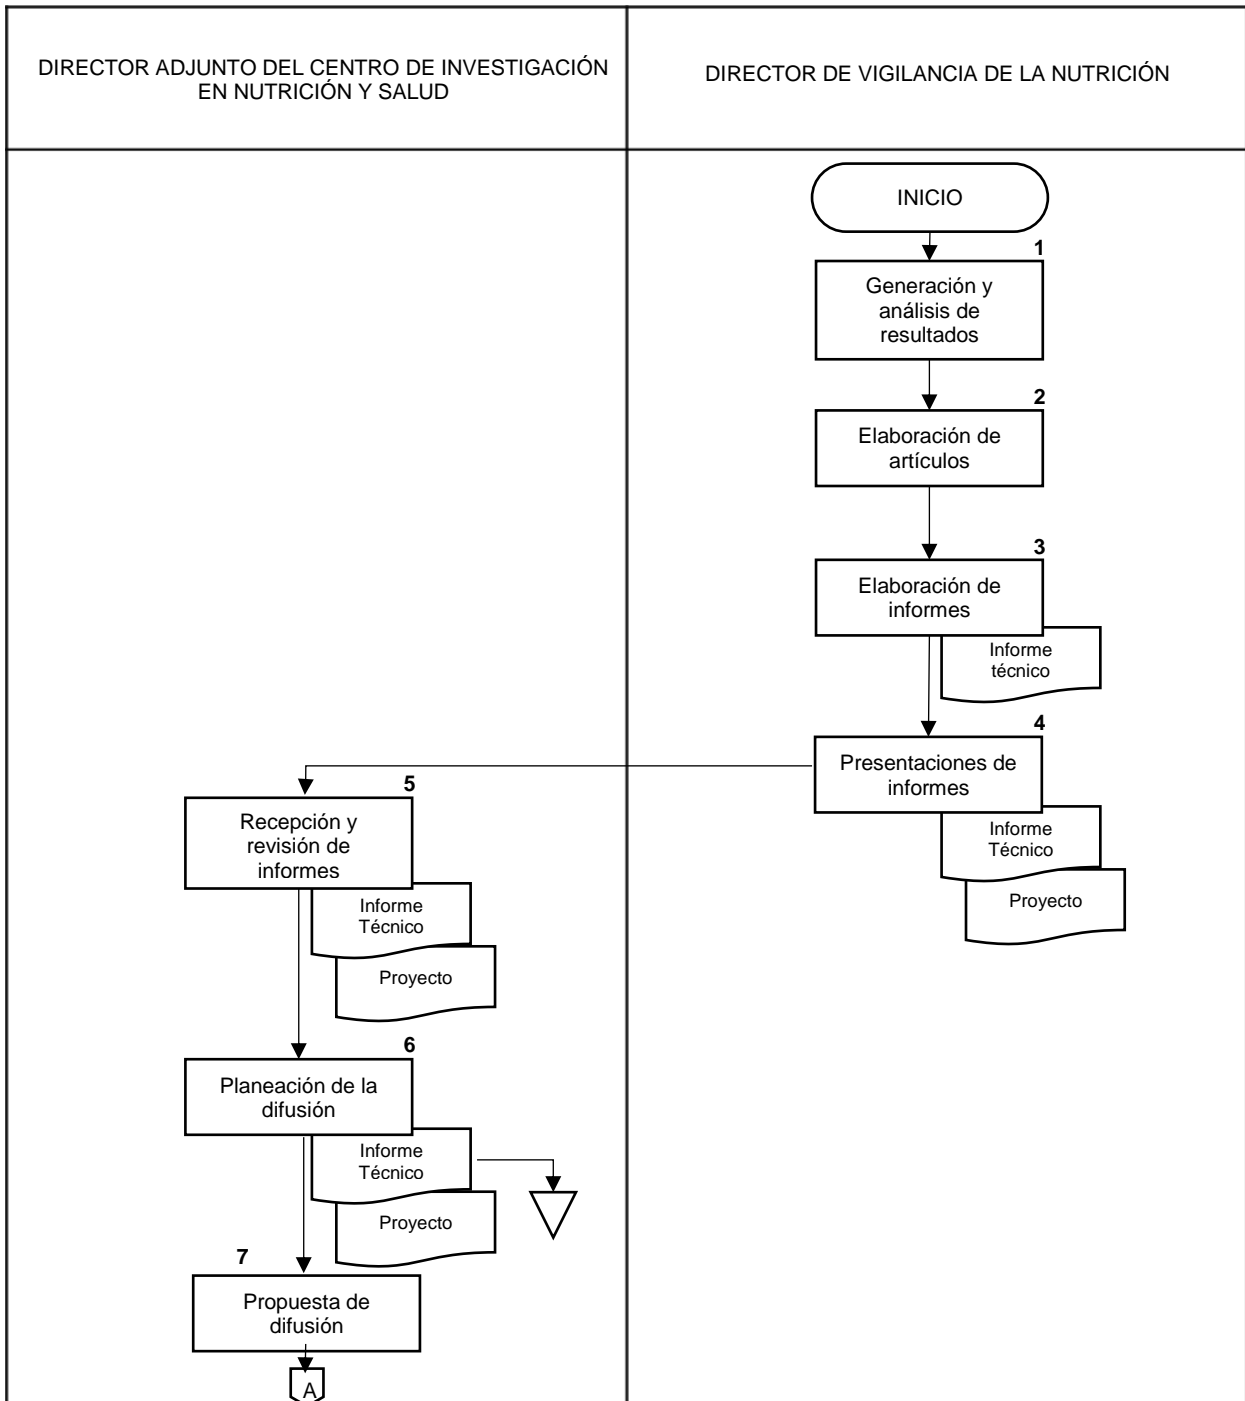 DIRECTOR ADJUNTO DEL CENTRO DE INVESTIGACIÓN
EN NUTRICIÓN Y SALUD
DIRECTOR DE VIGILANCIA DE LA NUTRICIÓN
INICIO
1
Generación y
análisis de
resultados
2
Elaboración de
artículos
3
Elaboración de
informes
Informe
técnico
4
Presentaciones de
informes
Informe
Técnico
Proyecto
5
Recepción y
revisión de
informes
Informe
Técnico
Proyecto
6
Planeación de la
difusión
Informe
Técnico
Proyecto
7
Propuesta de
difusión
A